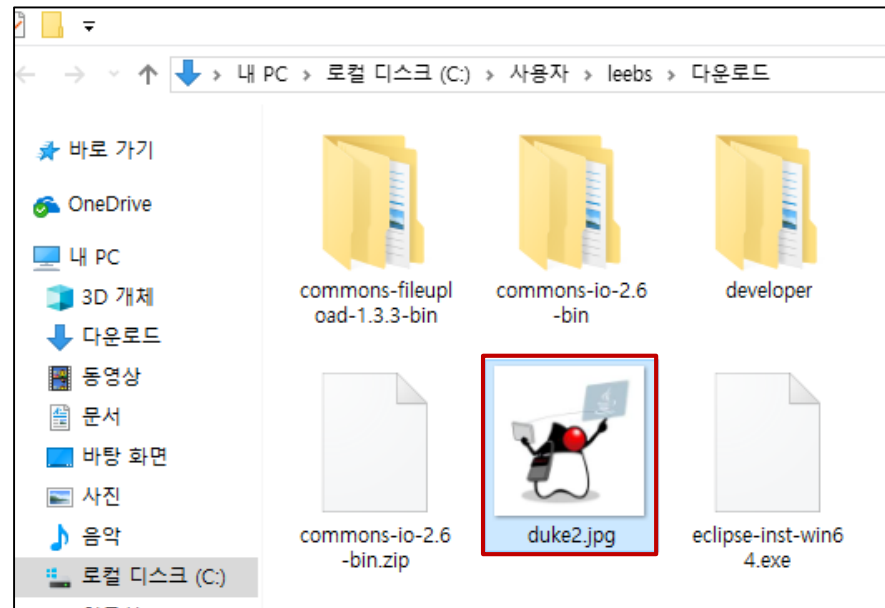 내 PC > 로컬 디스크 (C:) > 사용자 > leebs > 다운로드
바로 가기
OneDrive
내 PC
3D 개체
다운로드
동영상
문서
바탕 화면
사진
음악
로컬 디스크 (C:)
commons-fileupl
oad-1.3.3-bin
commons-io-2.6
-bin
developer
commons-io-2.6
-bin.zip
duke2.jpg
eclipse-inst-win6
4.exe